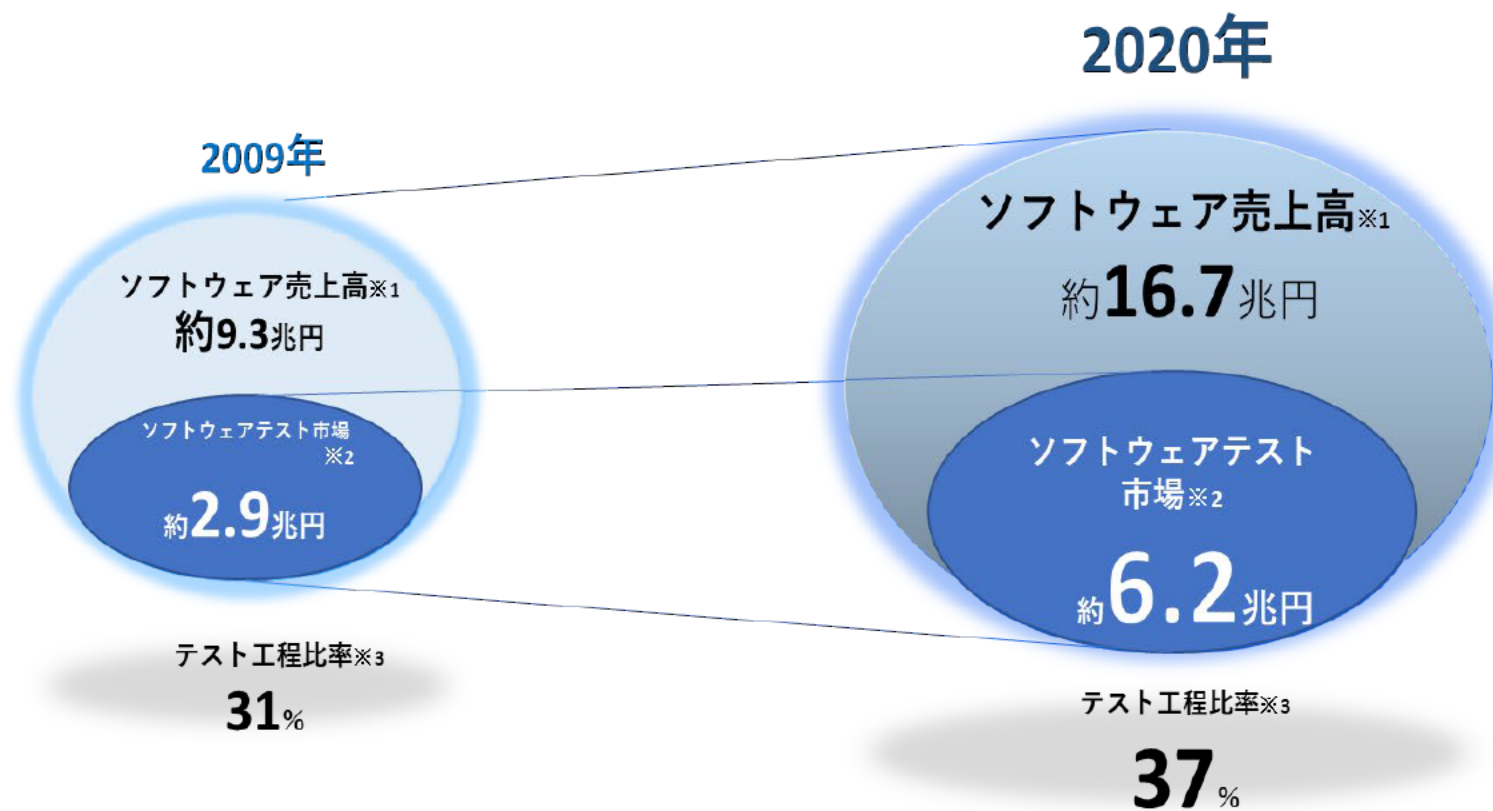 2009年
ソフトウェア売上高※1
約9.3兆円
ソフトウェアテスト市場
※2
約2.9兆円
テスト工程比率※3
31%
2020年
ソフトウェア売上高※1
約16.7兆円
ソフトウェアテスト
市場※2
約6.2兆円
テスト工程比率※3
37%